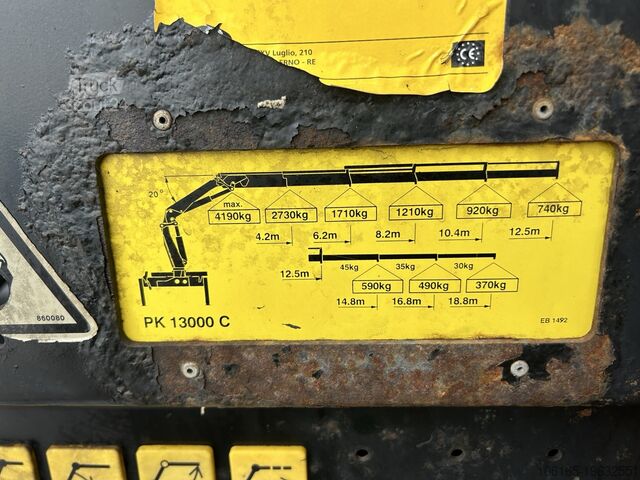 KV Luglio, 210
ERNO - RE
CE
Truck
20°
max.
4190kg 2730kg 1710kg 1210kg 920kg 740kg
4.2m 6.2m 8.2m 10.4m 12.5m
12.5m 45kg 35kg 30kg
590kg 490kg 370kg
14.8m 16.8m 18.8m
PK 13000 C
EB 1492
860080